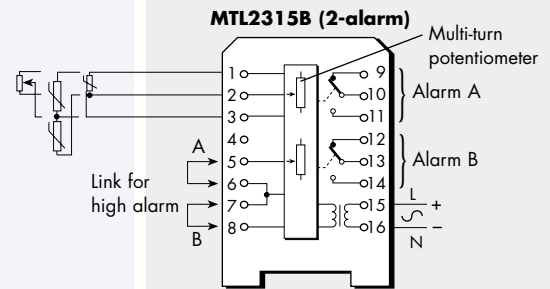 MTL2315B (2-alarm)
Multi-turn
potentiometer
1
2
3
4
5
6
7
8
9
10
11
12
13
14
15
16
Alarm A
Alarm B
A
Link for
high alarm
B
L
+
N
−